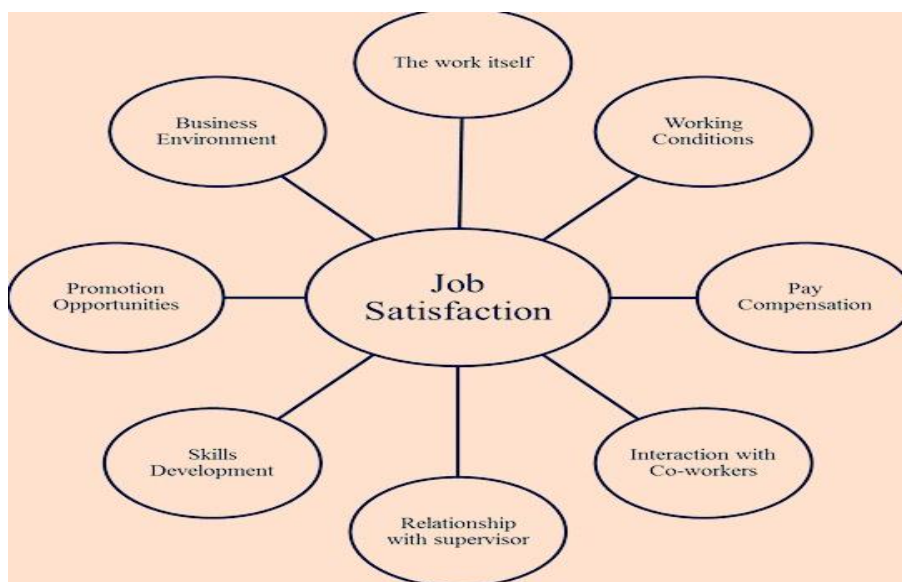 The work itself
Business
Environment
Working
Conditions
Promotion
Opportunities
Job
Satisfaction
Pay
Compensation
Skills
Development
Interaction with
Co-workers
Relationship
with supervisor